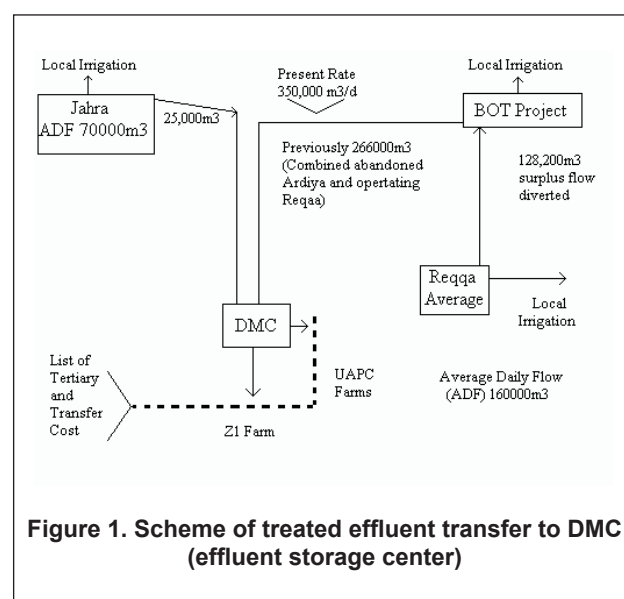 Local Irrigation
Jahra
ADF 70000m3
25,000m3
Present Rate
350,000 m3/d
Local Irrigation
BOT Project
Previously 266000m3
(Combined abandoned
Ardiya and opertating
Reqaa)
128,200m3
surplus flow
diverted
Reqqa
Average
Local
Irrigation
DMC
List of
Tertiary
and
Transfer
Cost
UAPC
Farms
Z1 Farm
Average Daily Flow
(ADF) 160000m3
Figure 1. Scheme of treated effluent transfer to DMC
(effluent storage center)